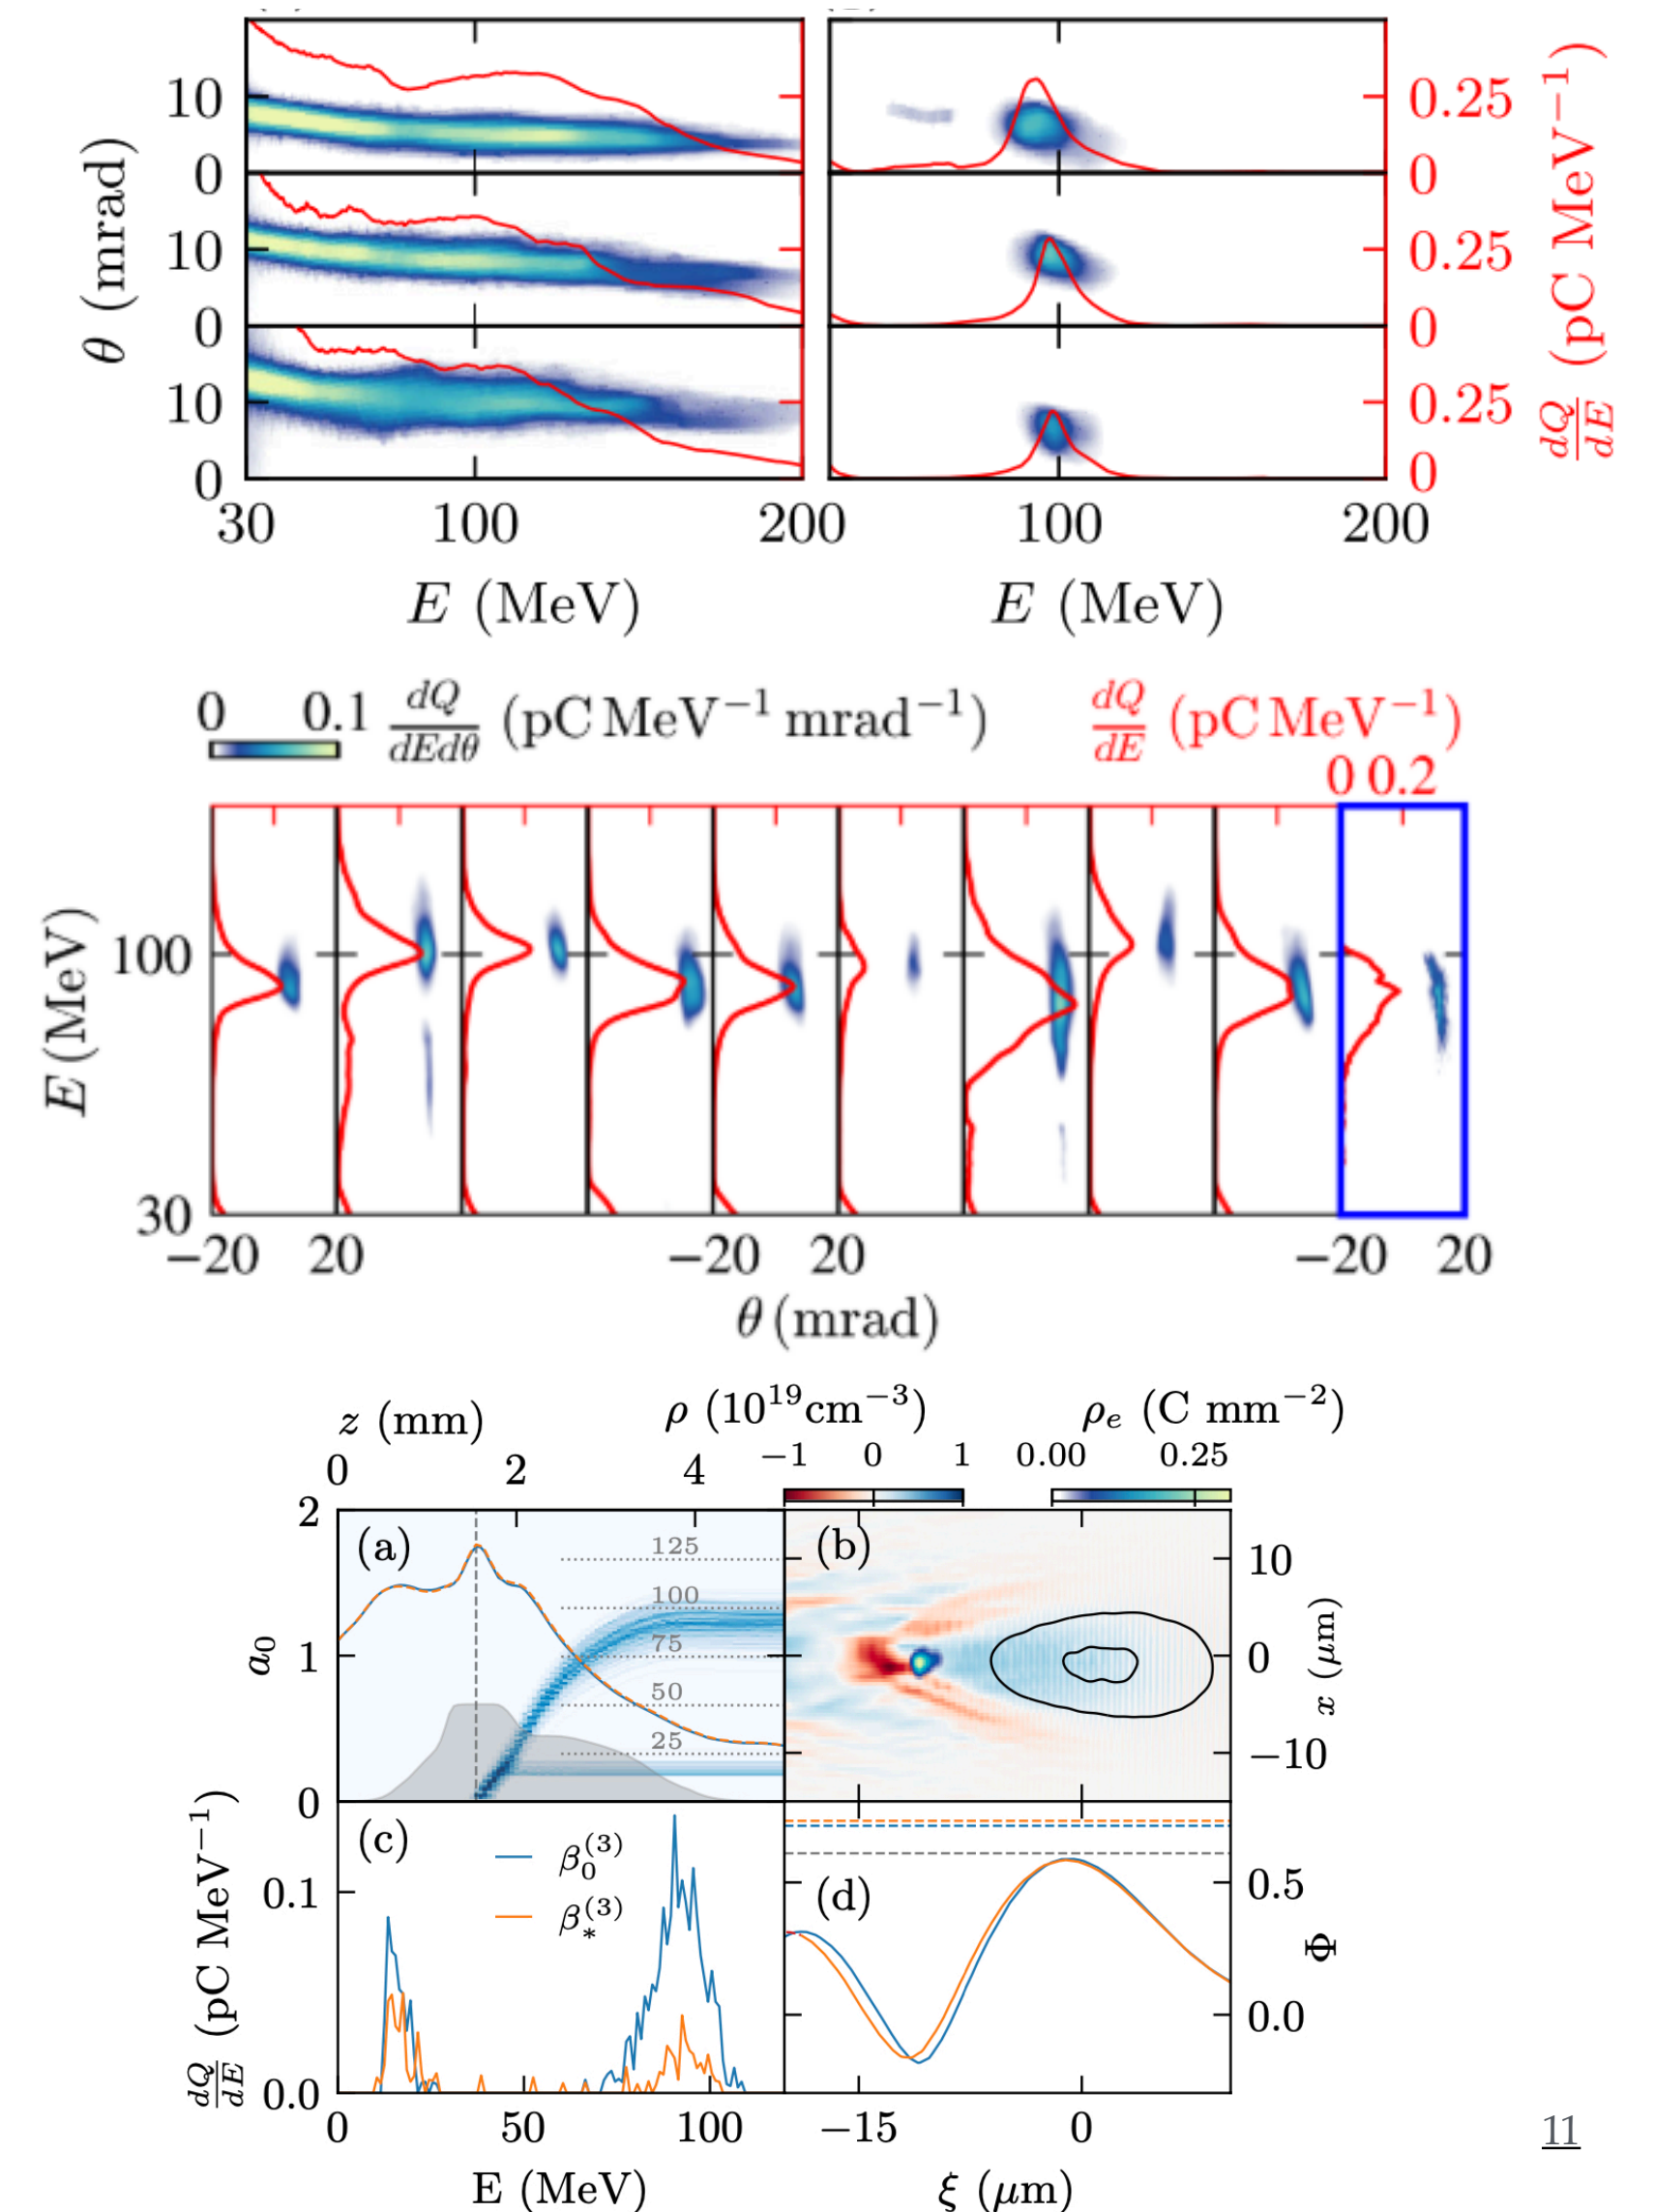 10
0
10
0
10
0
θ (mrad)
0.25
0
0.25
0
0.25
0
dQ/dE (pC MeV⁻¹)
30 100 200 100 200
E (MeV) E (MeV)
0 0.1 dQ/dEdθ (pC MeV⁻¹ mrad⁻¹) dQ/dE (pC MeV⁻¹)
0 0.2
E (MeV)
100
30
−20 20 −20 20 −20 20
θ (mrad)
z (mm) ρ (10¹⁹cm⁻³) ρₑ (C mm⁻²)
−1 0 1 0.00 0.25
0 2 4
2
(a) 125 (b) 10
100
a₀ 1 75 0 x (μm)
50
25 −10
0
(c) β₀⁽³⁾ (d)
β*⁽³⁾
dQ/dE (pC MeV⁻¹)
0.1
0.0
0.5
0.0
Φ
0 50 100 −15 0
E (MeV) ξ (μm)
11